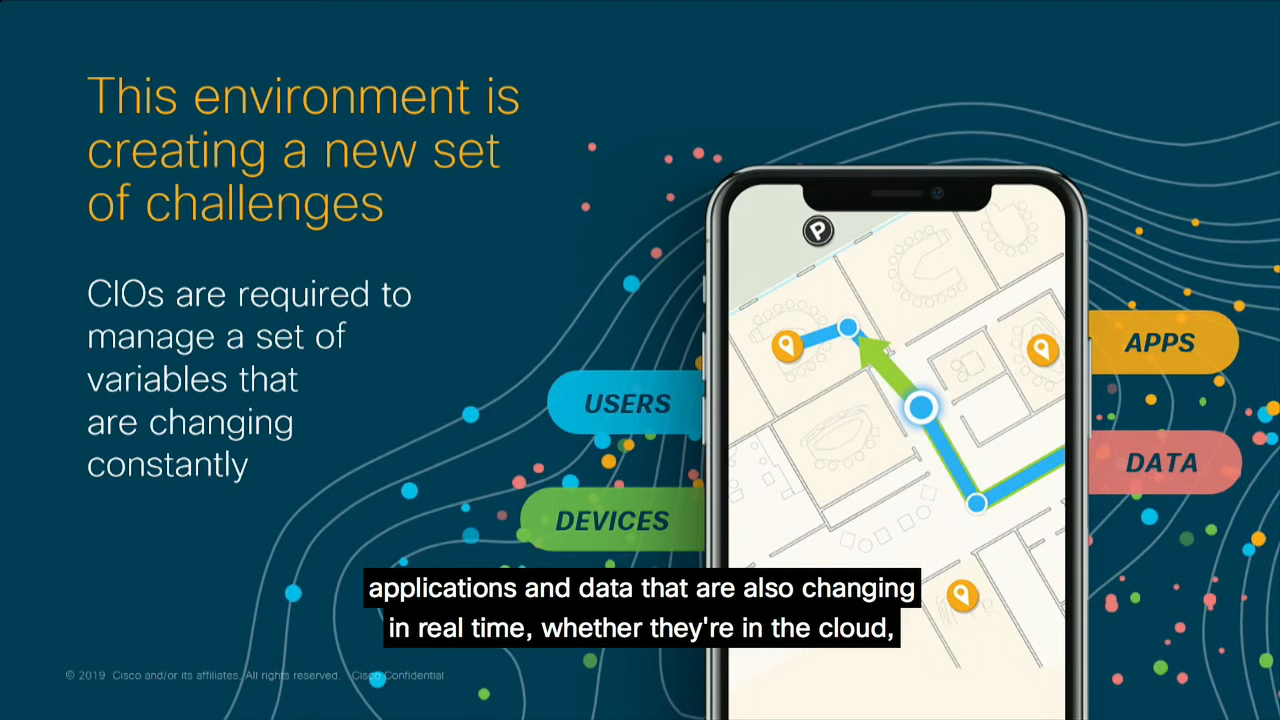 This environment is
creating a new set
of challenges
CIOs are required to
manage a set of
variables that
are changing
constantly
P
USERS
DEVICES
APPS
DATA
applications and data that are also changing
in real time, whether they're in the cloud,
© 2019 Cisco and/or its affiliates. All rights reserved. Cisco Confidential